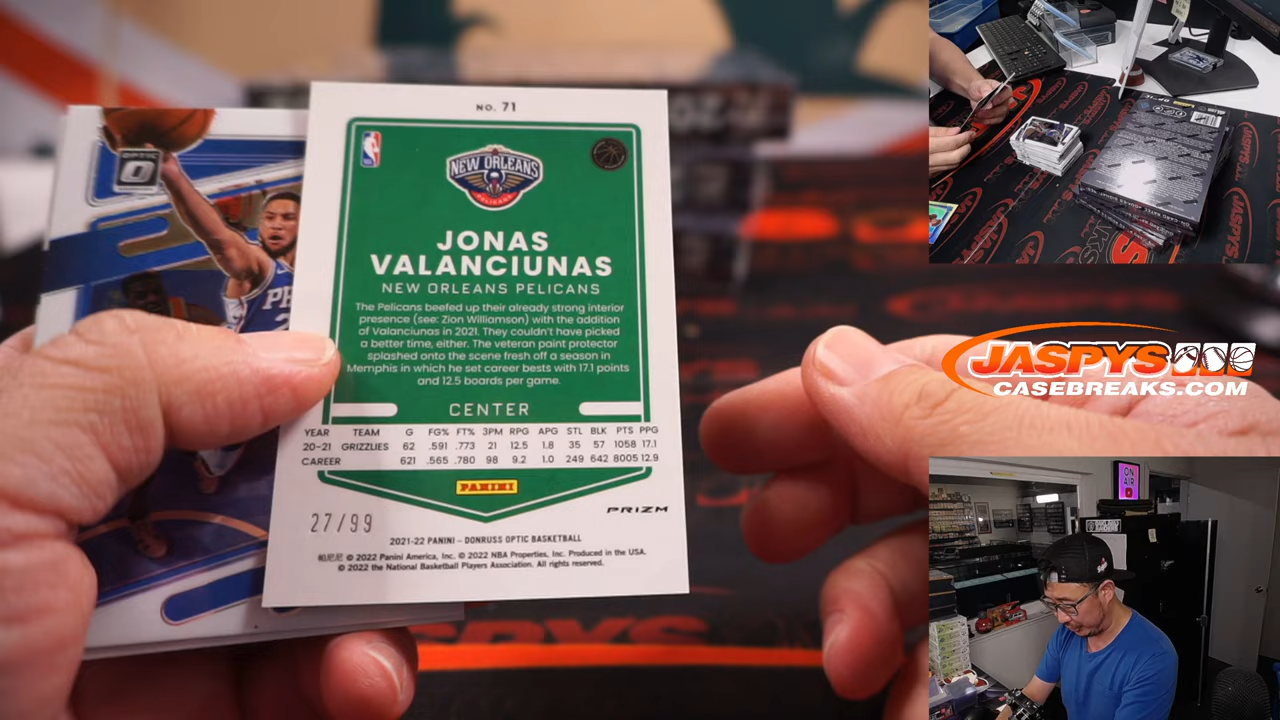 NO. 71
NEW ORLEANS
PELICANS
JONAS
VALANCIUNAS
NEW ORLEANS PELICANS
The Pelicans beefed up their already strong interior
presence (see: Zion Williamson) with the addition
of Valanciunas in 2021. They couldn't have picked
a better time, either. The veteran paint protector
splashed onto the scene fresh off a season in
Memphis in which he set career bests with 17.1 points
and 12.5 boards per game.
CENTER
YEAR TEAM G FG% FT% 3PM RPG APG STL BLK PTS PPG
20-21 GRIZZLIES 62 .591 .773 21 12.5 1.8 35 57 1058 17.1
CAREER 621 .565 .780 98 9.2 1.0 249 642 8005 12.9
PANINI
PRIZM
27/99
2021-22 PANINI - DONRUSS OPTIC BASKETBALL
帕尼尼 © 2022 Panini America, Inc. © 2022 NBA Properties, Inc. Produced in the USA.
© 2022 the National Basketball Players Association. All rights reserved.
OPTIC
PH
JASPYS
CASEBREAKS.COM
JASPYS
JASPYS
ON
AIR